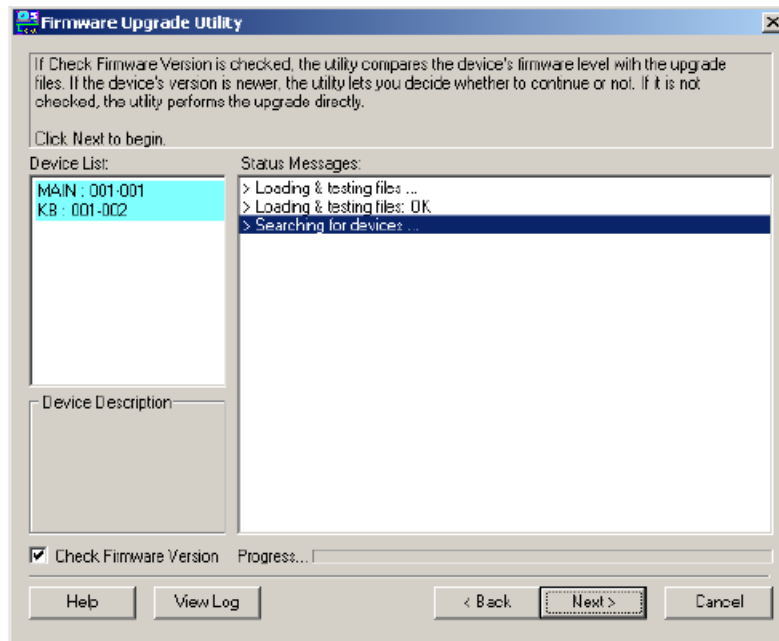 Firmware Upgrade Utility
If Check Firmware Version is checked, the utility compares the device's firmware level with the upgrade
files. If the device's version is newer, the utility lets you decide whether to continue or not. If it is not
checked, the utility performs the upgrade directly.
Click Next to begin.
Device List:
Status Messages:
MAIN : 001-001
KB : 001-002
> Loading & testing files ...
> Loading & testing files: OK
> Searching for devices ...
Device Description
Check Firmware Version
Progress...
Help
View Log
< Back
Next >
Cancel